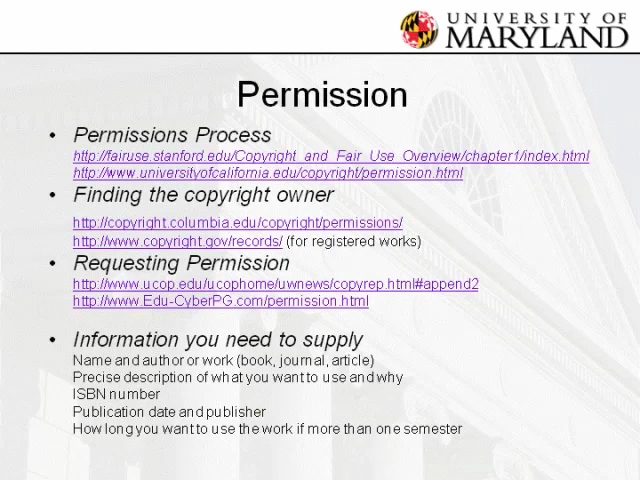 UNIVERSITY OF
MARYLAND
Permission
• Permissions Process
http://fairuse.stanford.edu/Copyright_and_Fair_Use_Overview/chapter1/index.html
http://www.universityofcalifornia.edu/copyright/permission.html
• Finding the copyright owner
http://copyright.columbia.edu/copyright/permissions/
http://www.copyright.gov/records/ (for registered works)
• Requesting Permission
http://www.ucop.edu/ucophome/uwnews/copyrep.html#append2
http://www.Edu-CyberPG.com/permission.html
• Information you need to supply
Name and author or work (book, journal, article)
Precise description of what you want to use and why
ISBN number
Publication date and publisher
How long you want to use the work if more than one semester